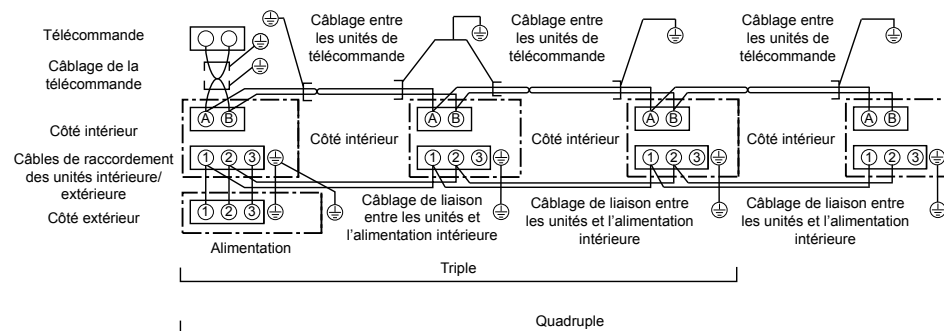 Télécommande
Câblage de la
télécommande
Câblage entre
les unités de
télécommande
Câblage entre
les unités de
télécommande
Câblage entre
les unités de
télécommande
Côté intérieur
A B
Côté intérieur
A B
Côté intérieur
A B
Côté intérieur
A B
Câbles de raccordement
des unités intérieure/
extérieure
1 2 3
1 2 3
1 2 3
1 2 3
Côté extérieur
1 2 3
Alimentation
Câblage de liaison
entre les unités et
l’alimentation intérieure
Câblage de liaison entre
les unités et l’alimentation
intérieure
Câblage de liaison entre
les unités et l’alimentation
intérieure
Triple
Quadruple